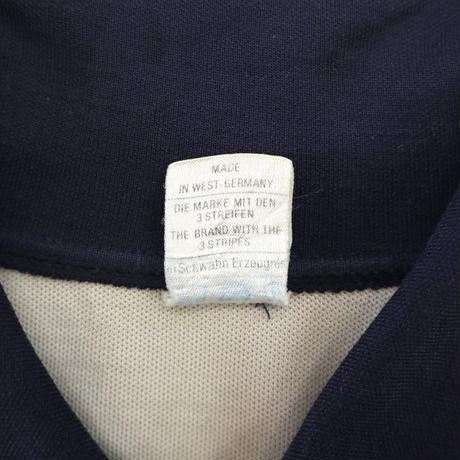 MADE
IN WEST-GERMANY
DIE MARKE MIT DEN
3 STREIFEN
THE BRAND WITH THE
3 STRIPES
Schwahn Erzeugnis